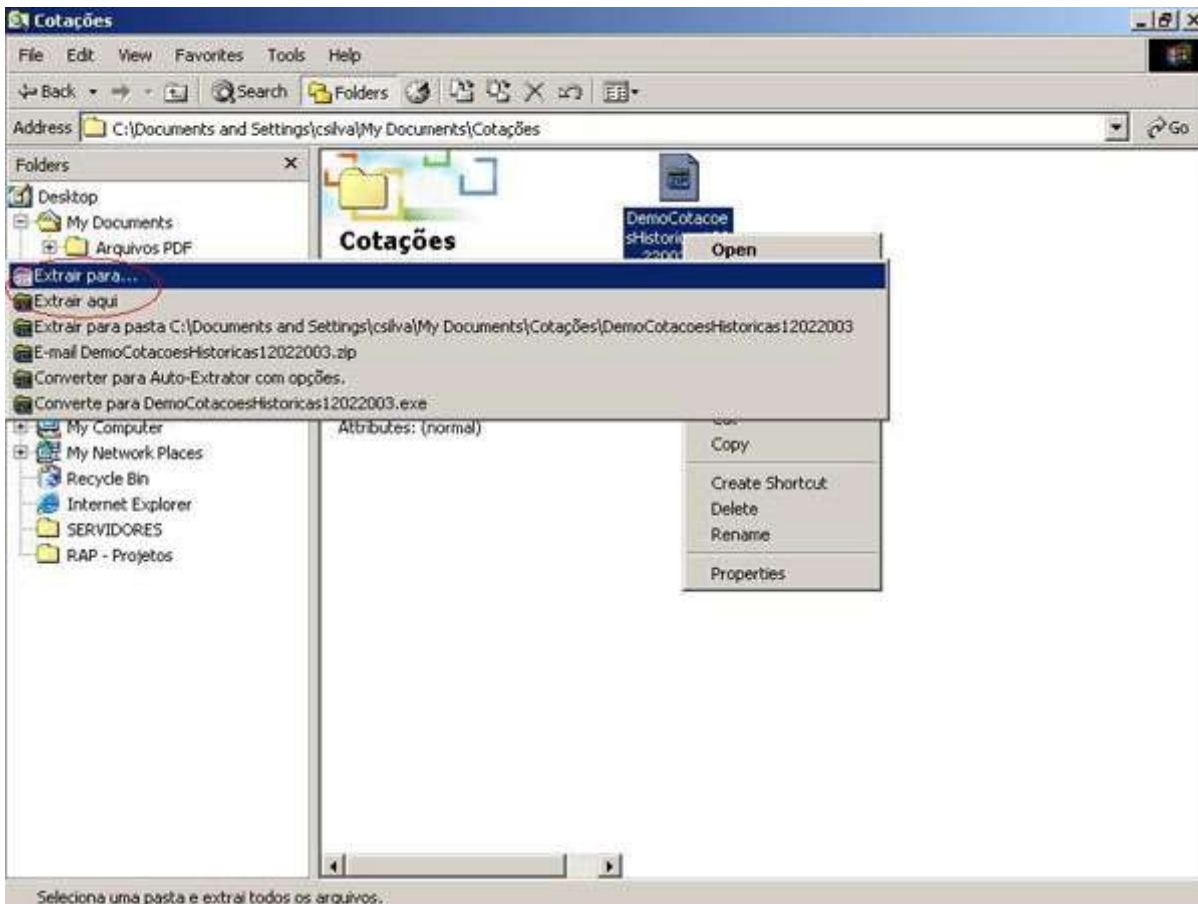 Cotações
File Edit View Favorites Tools Help
Back Search Folders
Address C:\Documents and Settings\csilva\My Documents\Cotações Go
Folders
Desktop
My Documents
Arquivos PDF
Cotações
DemoCotacoe
Open
Extrair para...
Extrair aqui
Extrair para pasta C:\Documents and Settings\csilva\My Documents\Cotações\DemoCotacoesHistoricas12022003
E-mail DemoCotacoesHistoricas12022003.zip
Converter para Auto-Extrator com opções.
Converte para DemoCotacoesHistoricas12022003.exe
My Computer
My Network Places
Recycle Bin
Internet Explorer
SERVIDORES
RAP - Projetos
Attributes: (normal)
Copy
Create Shortcut
Delete
Rename
Properties
Seleciona uma pasta e extrai todos os arquivos.